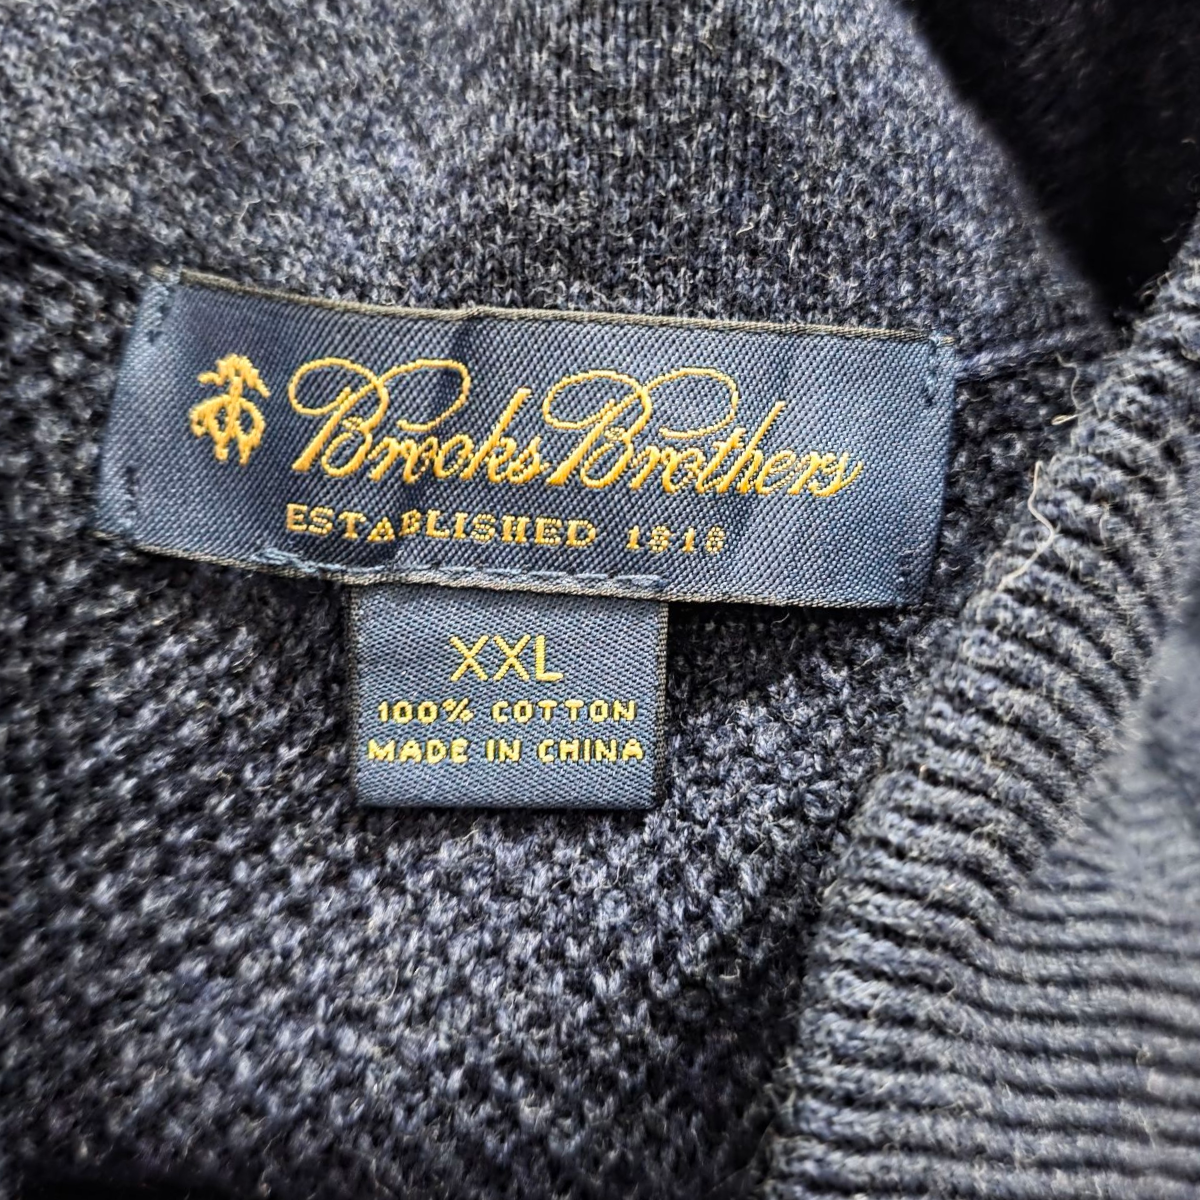 Brooks Brothers
ESTABLISHED 1818
XXL
100% COTTON
MADE IN CHINA